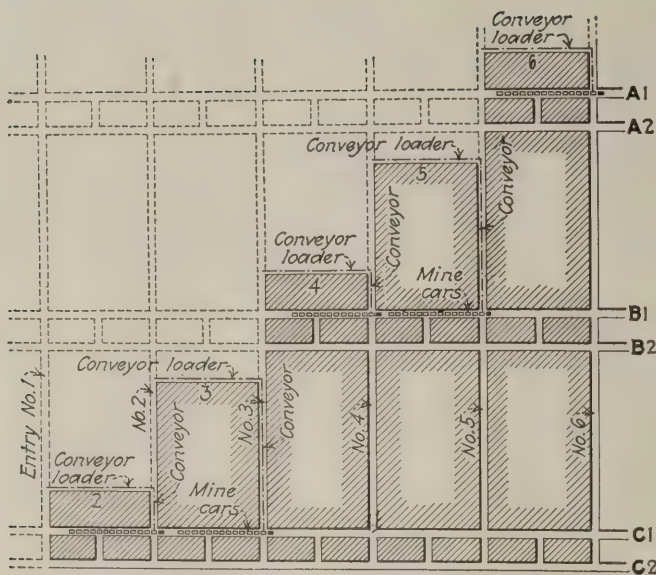 Conveyor
loader
6
A1
A2
Conveyor loader
5
Conveyor
Conveyor
loader
4
Conveyor
Mine
cars
B1
B2
Conveyor loader
3
Entry No.1
No.2
No.3
Conveyor
No.4
No.5
No.6
Conveyor
loader
2
Conveyor
Mine
cars
C1
C2